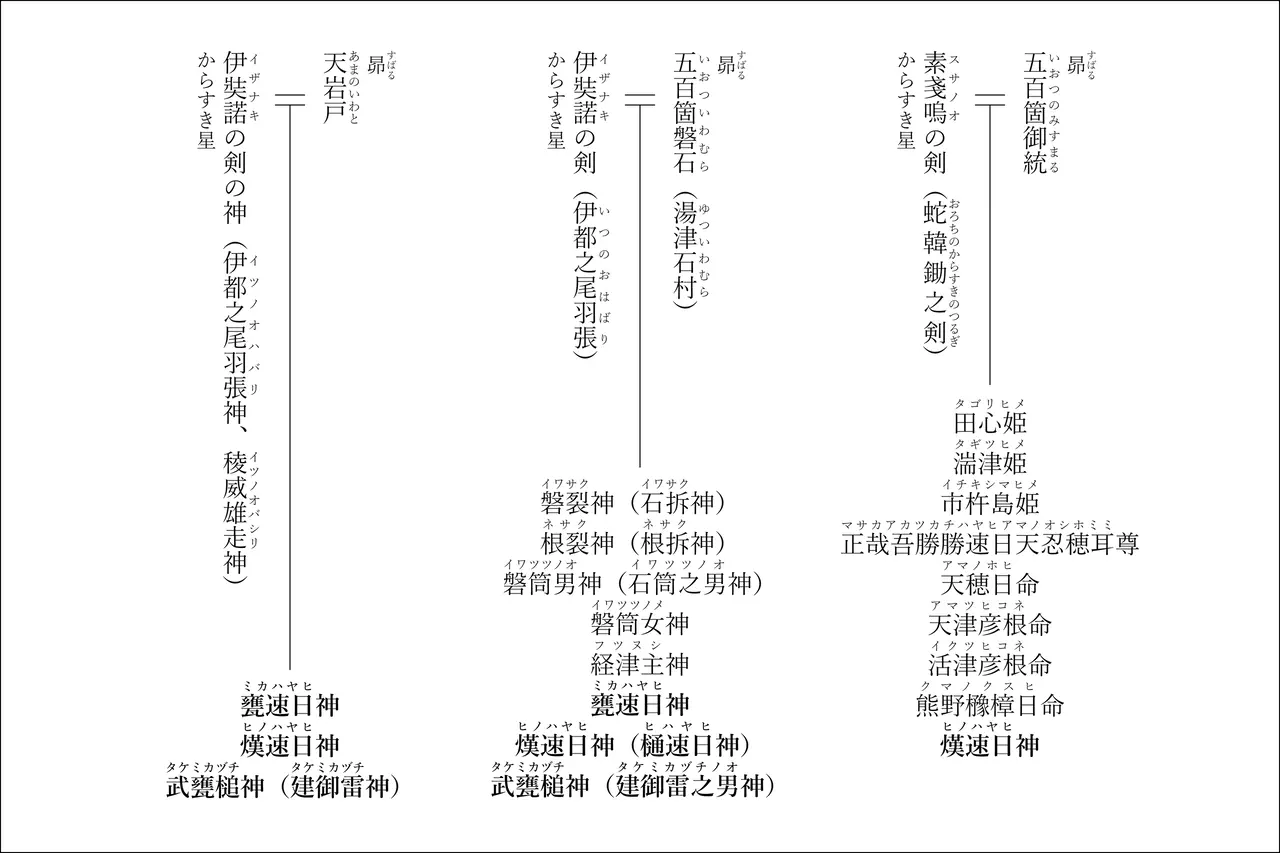 昴
五百箇御統
素戔嗚の剣（蛇韓鋤之剣）
からすき星
田心姫
湍津姫
市杵島姫
正哉吾勝勝速日天忍穂耳尊
天穂日命
天津彦根命
活津彦根命
熊野櫲樟日命
熯速日神
昴
五百箇磐石（湯津石村）
伊裝諾の剣（伊都之尾羽張）
からすき星
磐裂神（石拆神）
根裂神（根拆神）
磐筒男神（石筒之男神）
磐筒女神
経津主神
甕速日神
熯速日神（樋速日神）
武甕槌神（建御雷之男神）
昴
天岩戸
伊裝諾の剣の神（伊都之尾羽張神、稜威雄走神）
からすき星
甕速日神
熯速日神
武甕槌神（建御雷神）
すばる
いおつのみすまる
スサノオ
おろちのからすきのつるぎ
タゴリヒメ
タギツヒメ
イチキシマヒメ
マサカアカツカチハヤヒアマノオシホミミ
アマノホヒ
アマツヒコネ
イクツヒコネ
クマノクスヒ
ヒノハヤヒ
すばる
いおついわむら
ゆついわむら
イザナキ
いつのおはばり
イワサク
イワサク
ネサク
ネサク
イワツツノオ
イワツツノオ
イワツツノメ
フツヌシ
ミカハヤヒ
ヒノハヤヒ
ヒハヤヒ
タケミカヅチ
タケミカヅチノオ
すばる
あまのいわと
イザナキ
イツノオハバリ
イツノオバシリ
ミカハヤヒ
ヒノハヤヒ
タケミカヅチ
タケミカヅチ